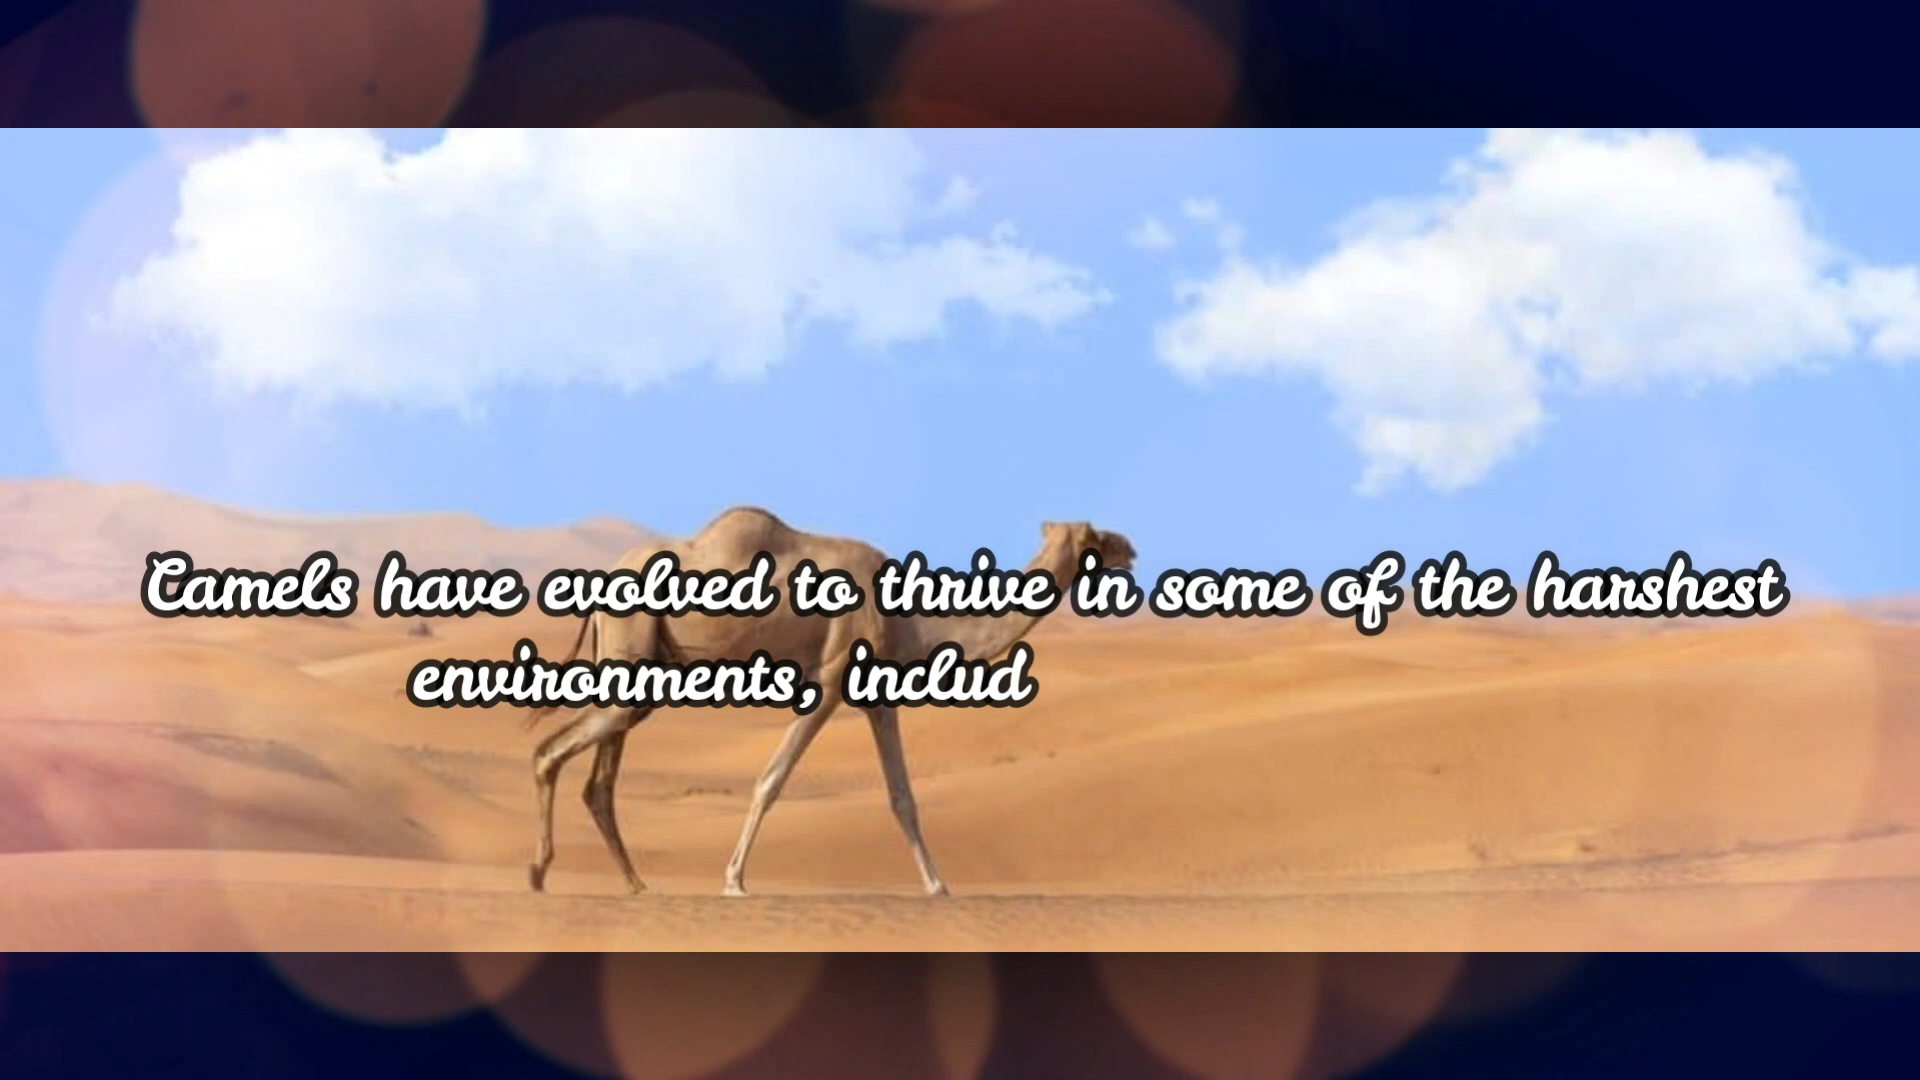 Camels have evolved to thrive in some of the harshest
environments, includ